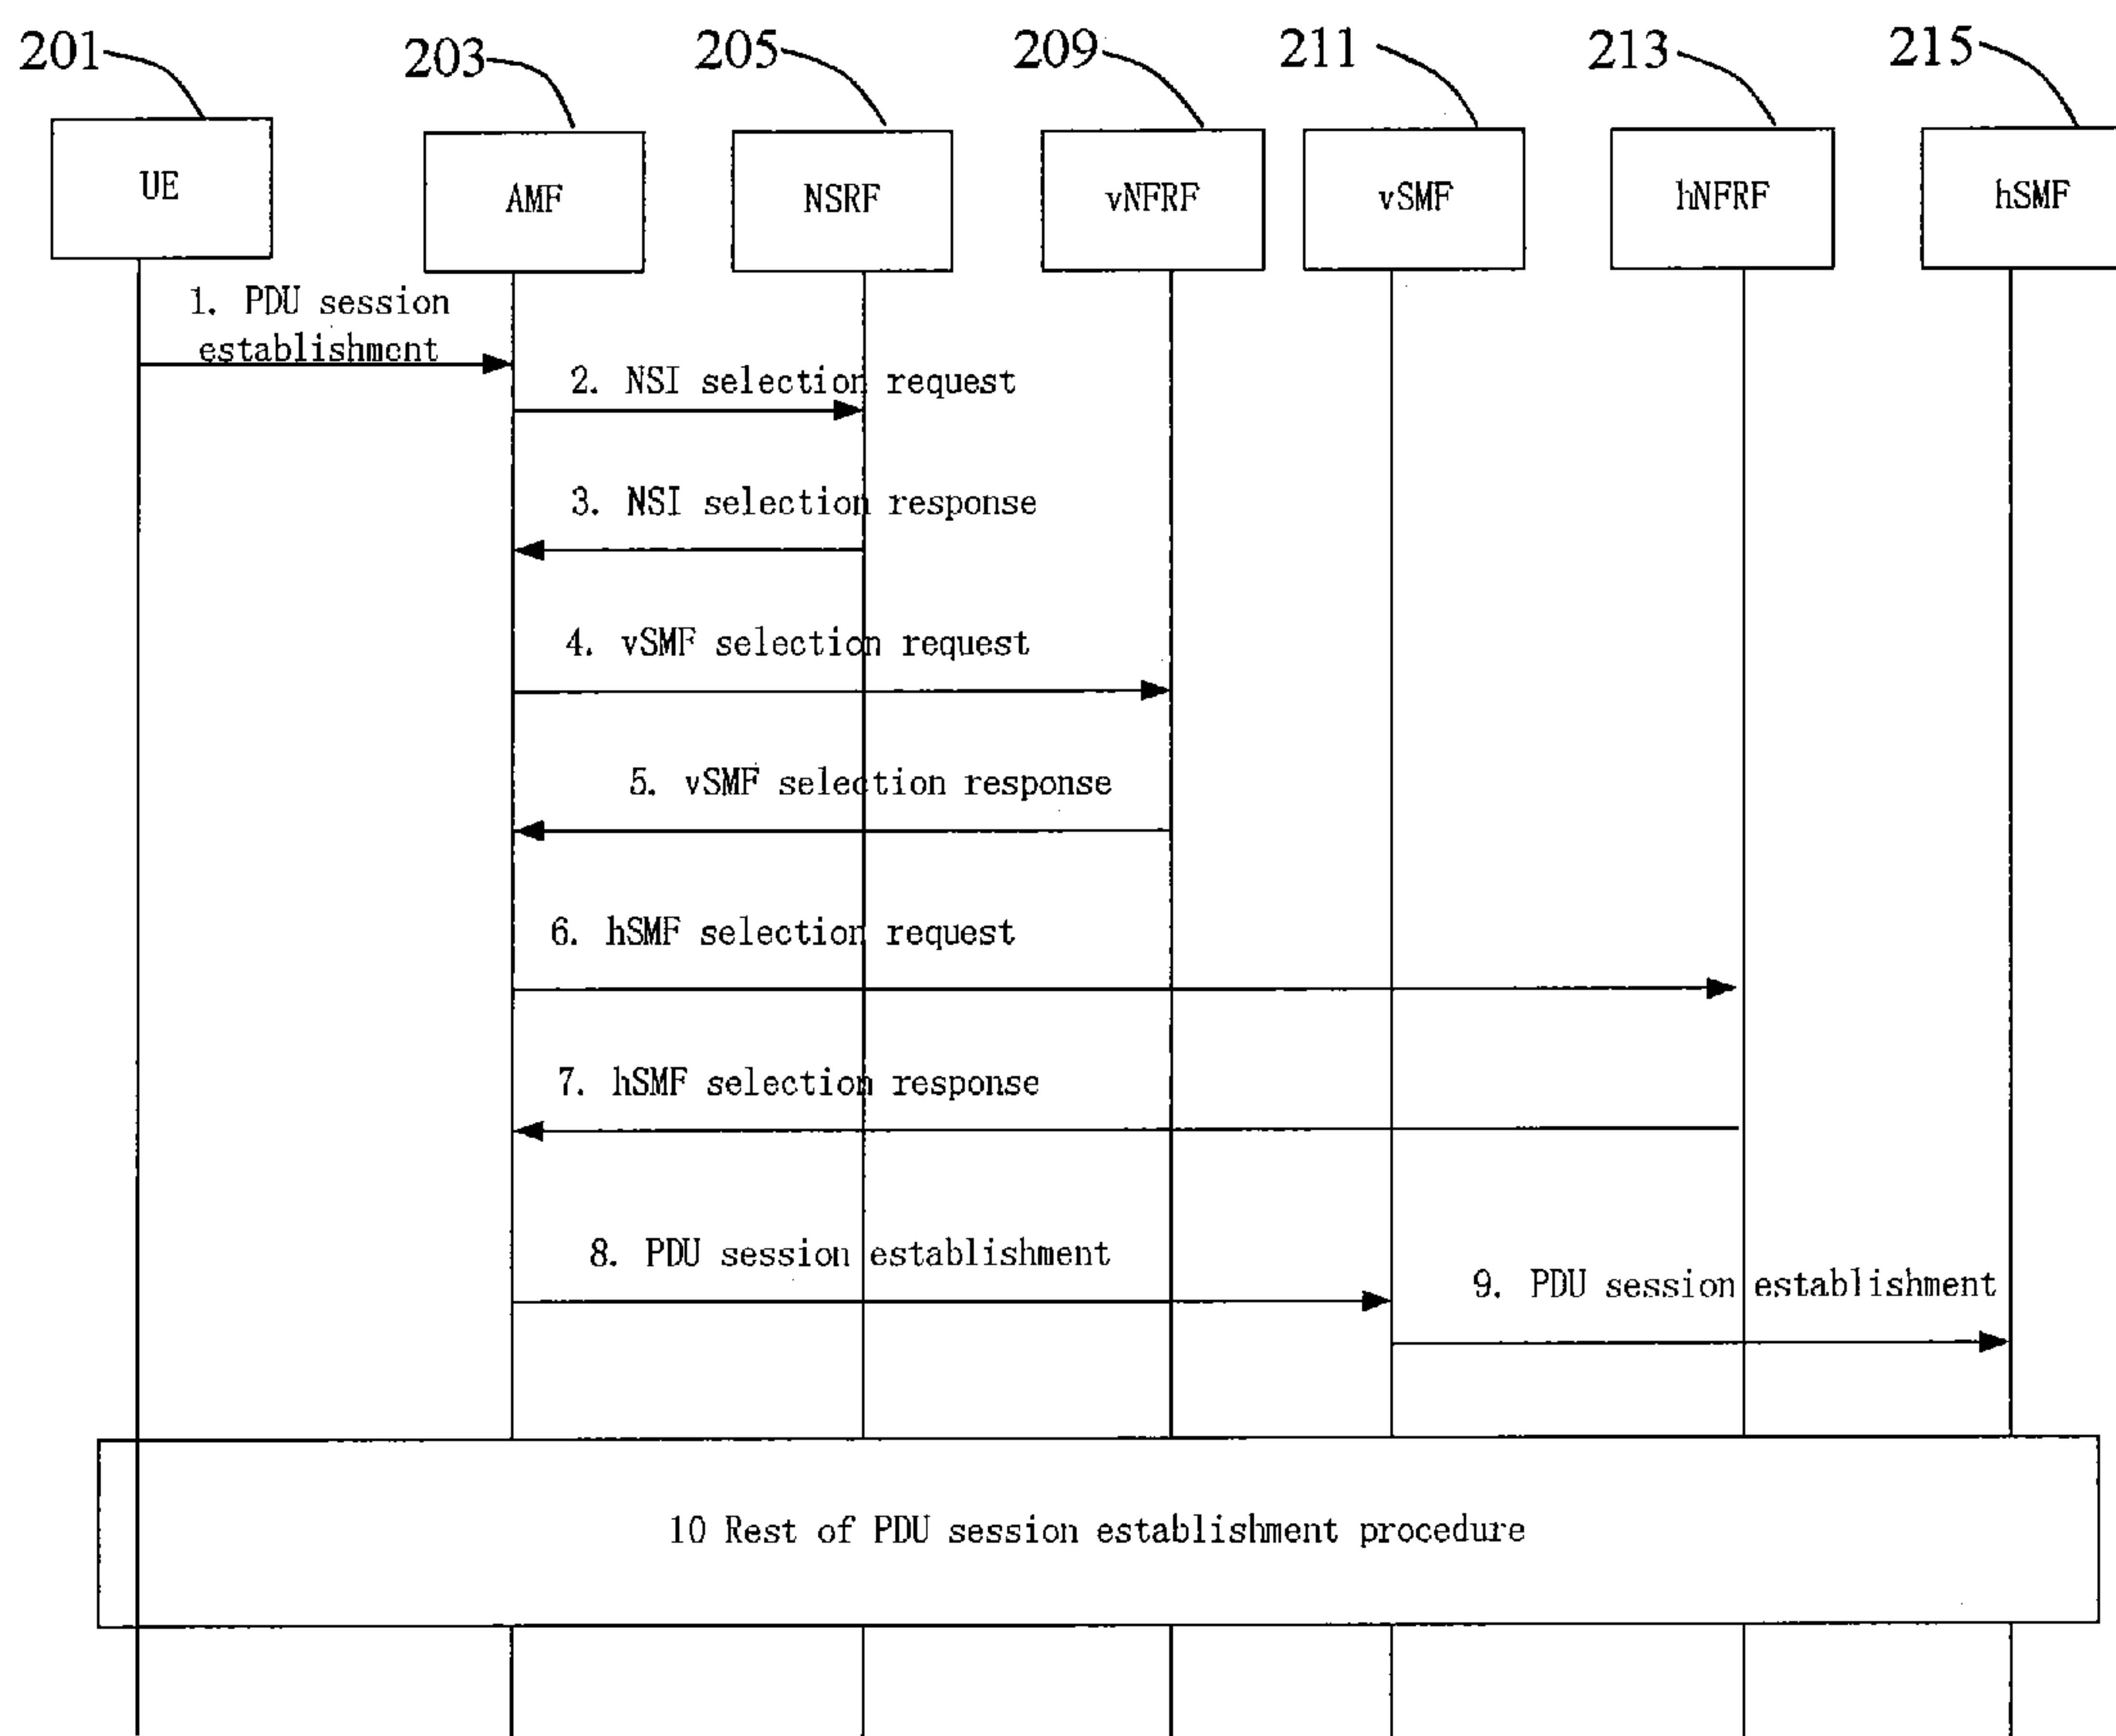 201
203
205
209
211
213
215
UE
AMF
NSRF
vNFRF
vSMF
hNFRF
hSMF
1. PDU session
establishment
2. NSI selection request
3. NSI selection response
4. vSMF selection request
5. vSMF selection response
6. hSMF selection request
7. hSMF selection response
8. PDU session establishment
9. PDU session establishment
10 Rest of PDU session establishment procedure